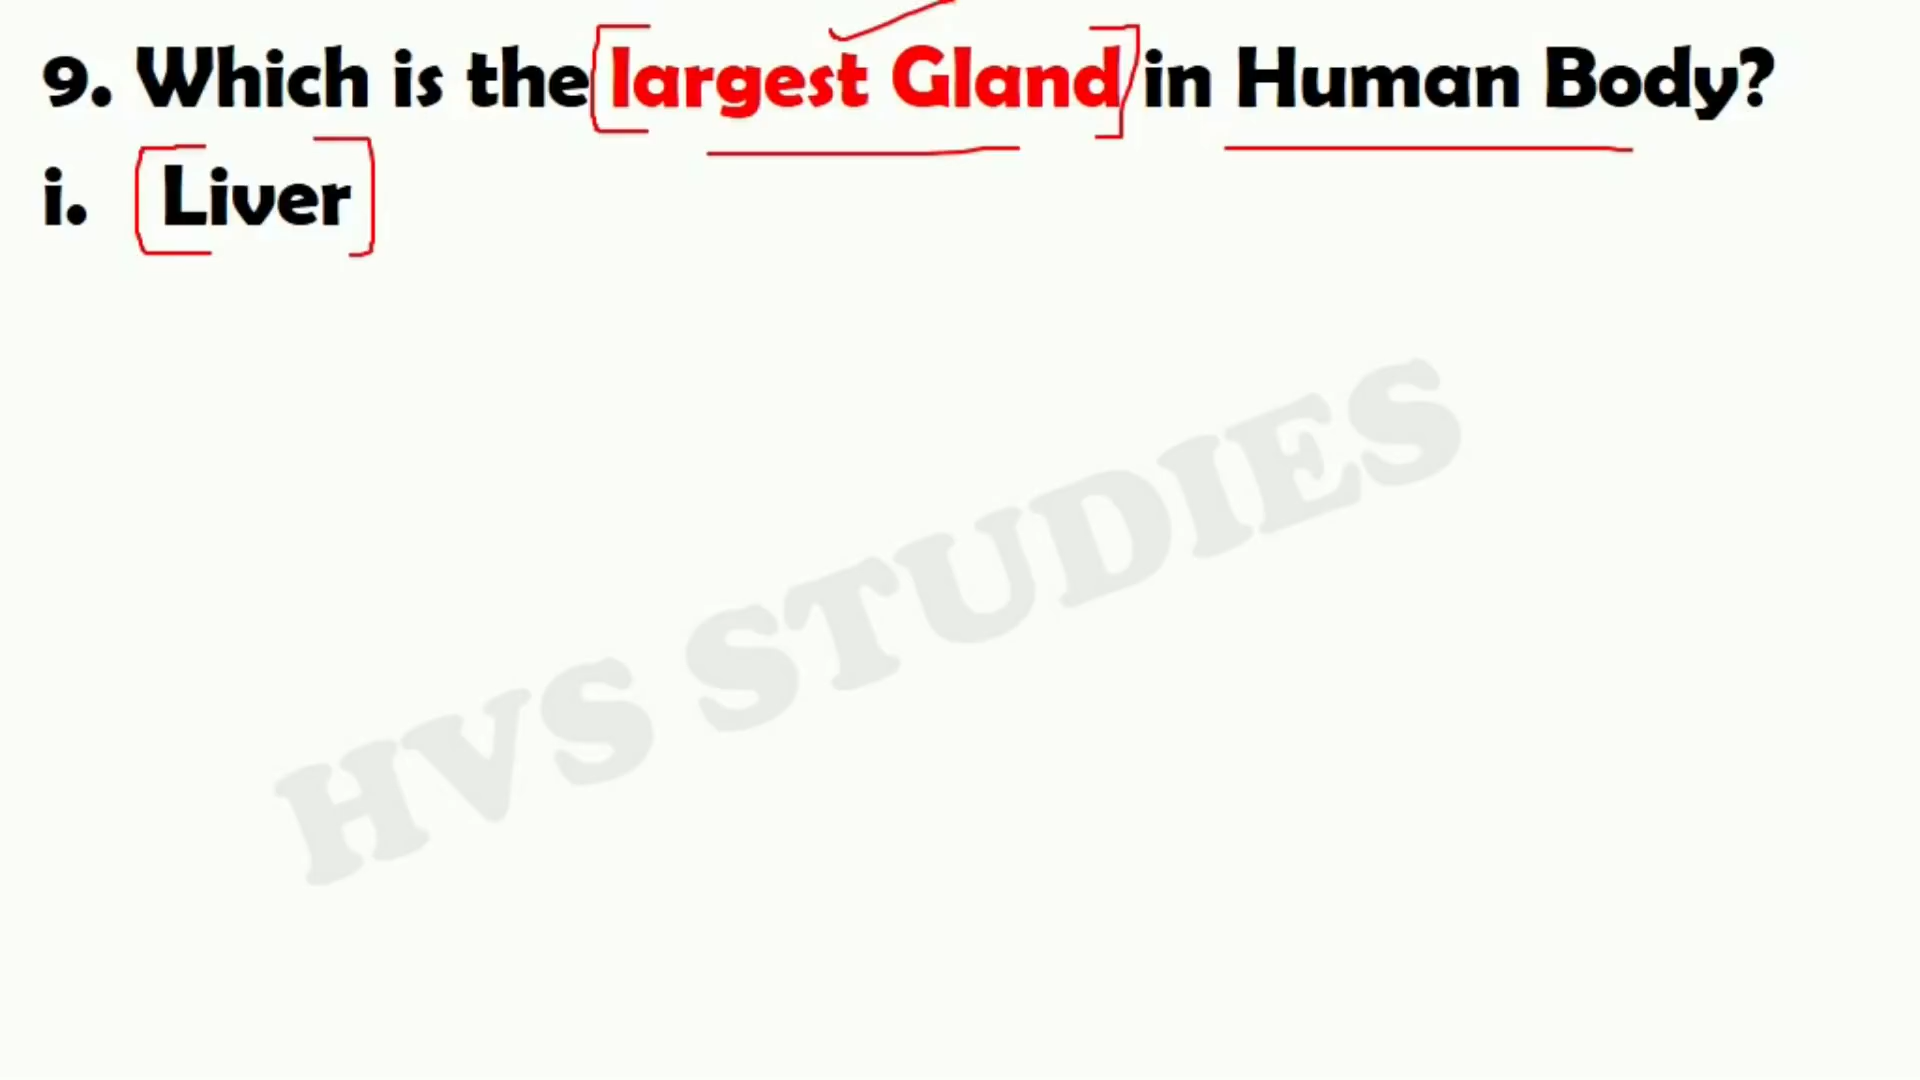 9. Which is the largest Gland in Human Body?
i. Liver
HVS STUDIES